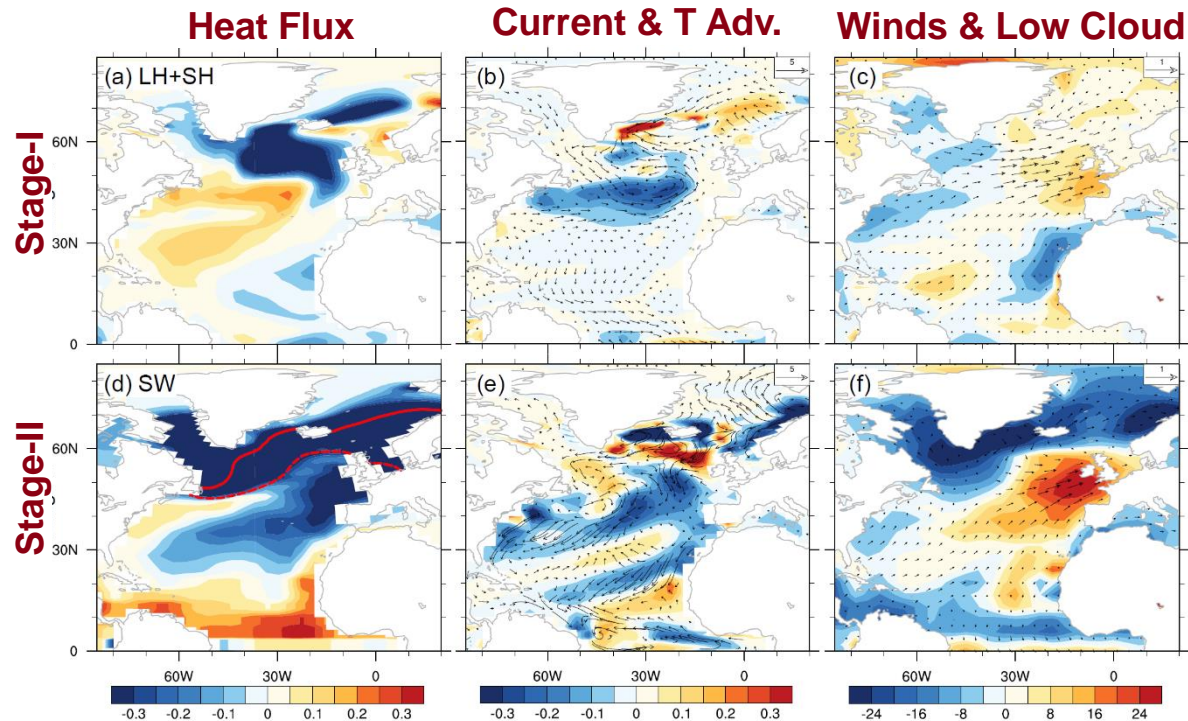 Heat Flux
Current & T Adv.
Winds & Low Cloud
Stage-I
(a) LH+SH
(b)
5
(c)
1
60N
30N
0
Stage-II
(d) SW
(e)
5
(f)
1
60N
30N
0
60W 30W 0
60W 30W 0
60W 30W 0
-0.3 -0.2 -0.1 0 0.1 0.2 0.3
-0.3 -0.2 -0.1 0 0.1 0.2 0.3
-24 -16 -8 0 8 16 24